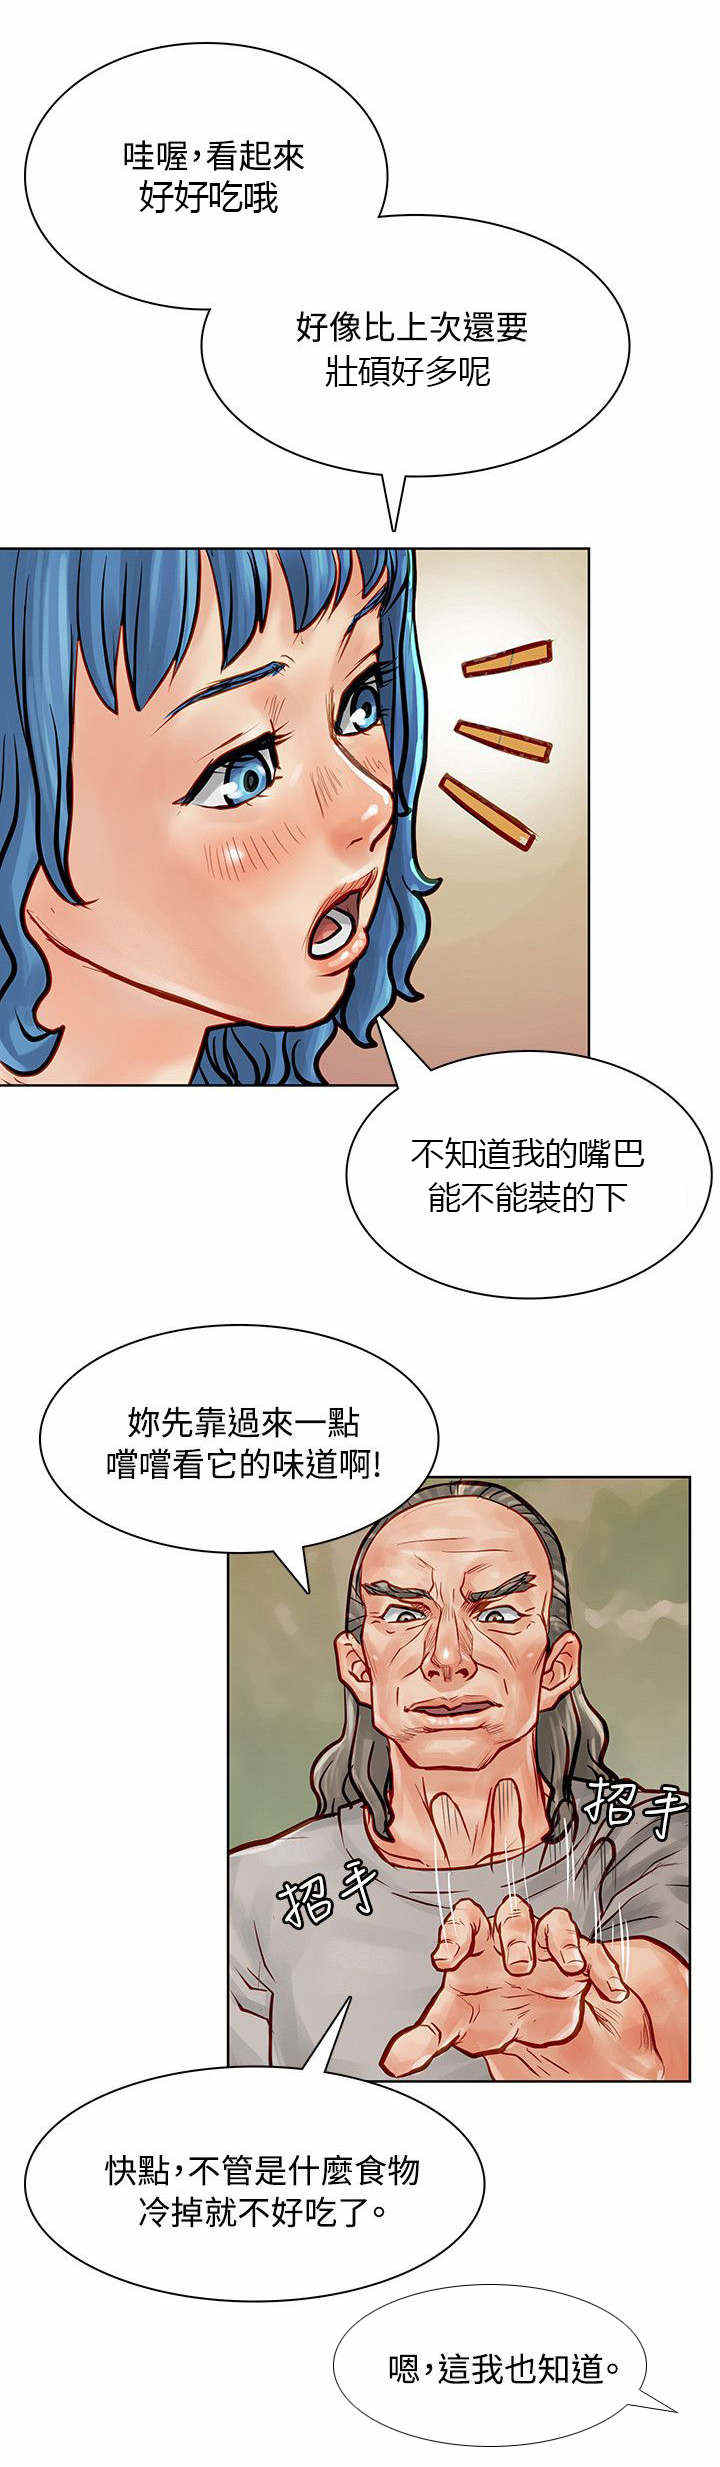 哇喔，看起來
好好吃哦
好像比上次還要
壯碩好多呢
不知道我的嘴巴
能不能裝的下
妳先靠過來一點
嚐嚐看它的味道啊!
招手
招手
快點，不管是什麼食物
冷掉就不好吃了。
嗯，這我也知道。